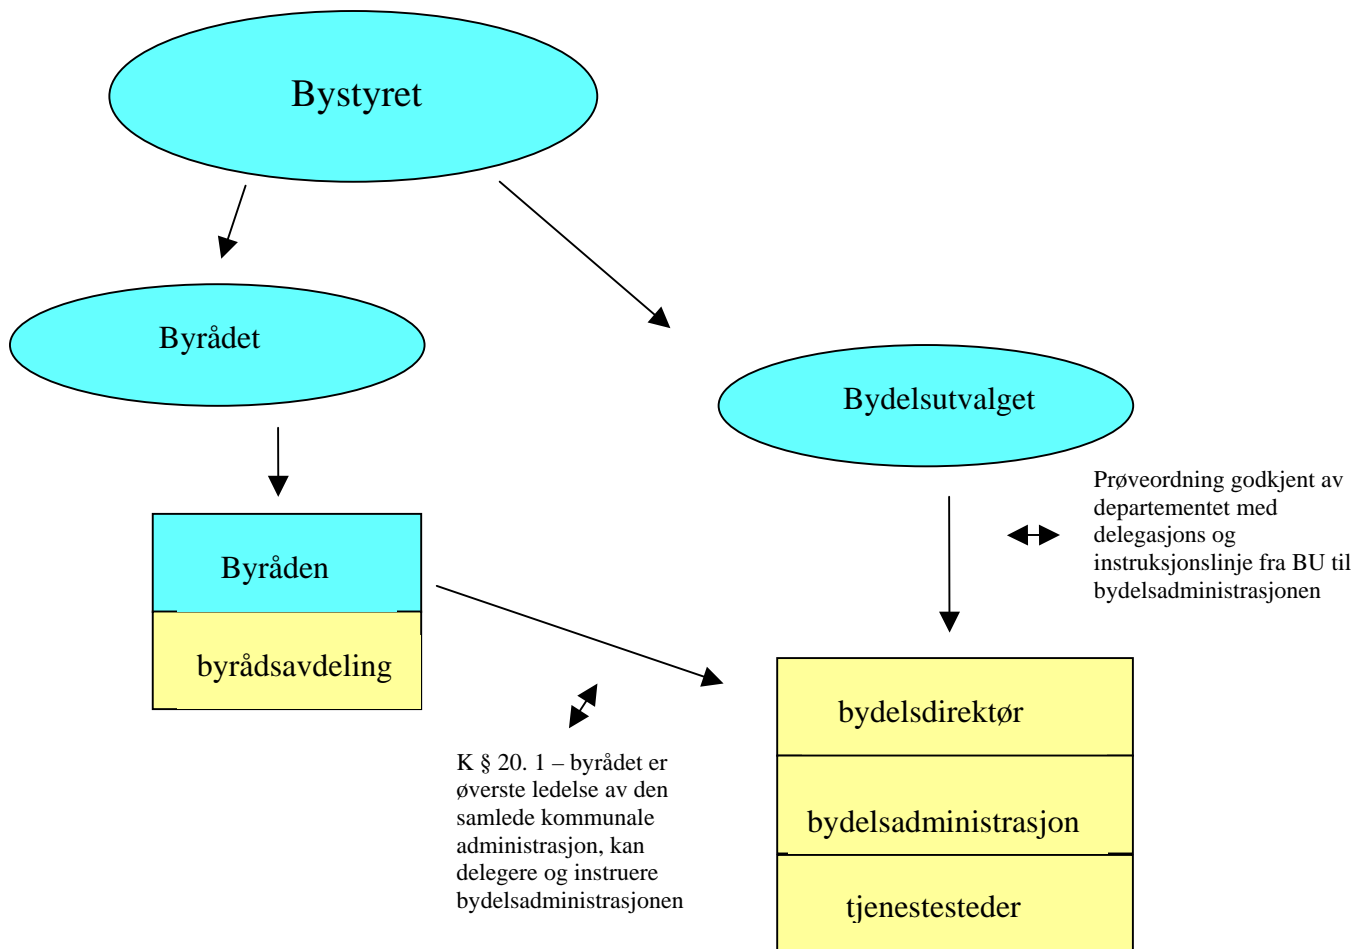 Bystyret
Byrådet
Bydelsutvalget
Prøveordning godkjent av
departementet med
delegasjons og
instruksjonslinje fra BU til
bydelsadministrasjonen
Byråden
byrådsavdeling
bydelsdirektør
K § 20. 1 – byrådet er
øverste ledelse av den
samlede kommunale
administrasjon, kan
delegere og instruere
bydelsadministrasjonen
bydelsadministrasjon
tjenestesteder